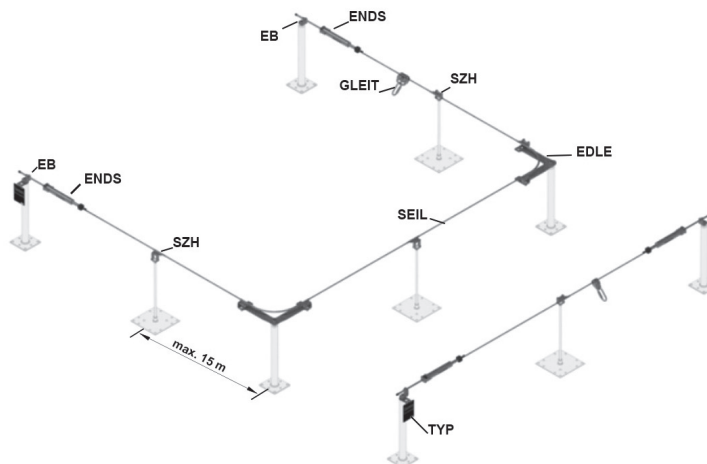 ENDS
EB
GLEIT
SZH
EDLE
EB
ENDS
SEIL
SZH
max. 15 m
TYP